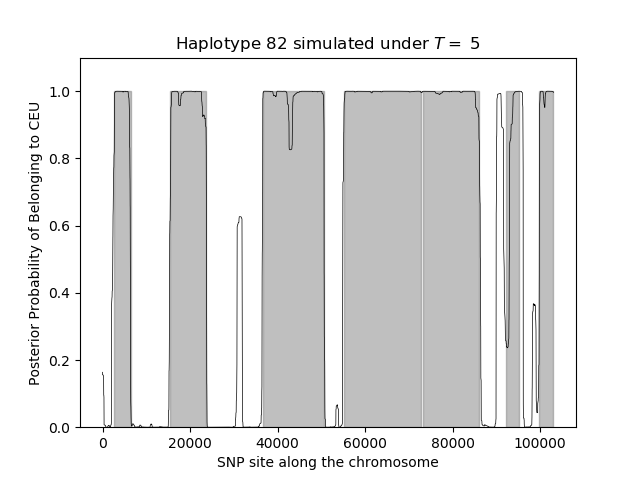 Haplotype 82 simulated under T = 5
Posterior Probability of Belonging to CEU
1.0
0.8
0.6
0.4
0.2
0.0
0 20000 40000 60000 80000 100000
SNP site along the chromosome